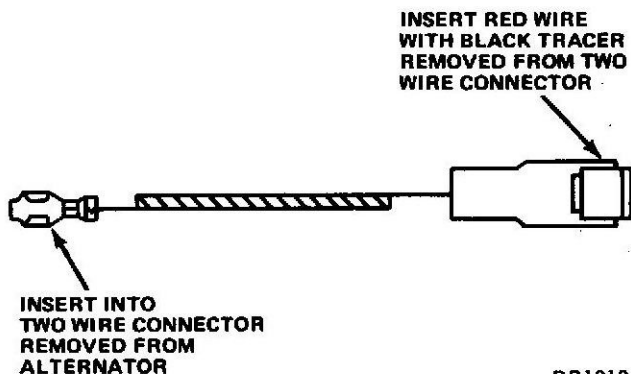 INSERT RED WIRE
WITH BLACK TRACER
REMOVED FROM TWO
WIRE CONNECTOR
INSERT INTO
TWO WIRE CONNECTOR
REMOVED FROM
ALTERNATOR